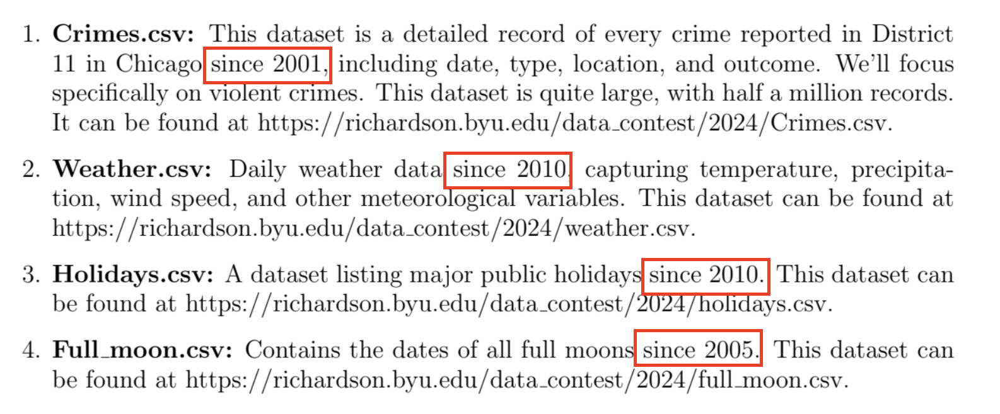 1. Crimes.csv: This dataset is a detailed record of every crime reported in District
11 in Chicago since 2001, including date, type, location, and outcome. We'll focus
specifically on violent crimes. This dataset is quite large, with half a million records.
It can be found at https://richardson.byu.edu/data_contest/2024/Crimes.csv.
2. Weather.csv: Daily weather data since 2010, capturing temperature, precipita-
tion, wind speed, and other meteorological variables. This dataset can be found at
https://richardson.byu.edu/data_contest/2024/weather.csv.
3. Holidays.csv: A dataset listing major public holidays since 2010. This dataset can
be found at https://richardson.byu.edu/data_contest/2024/holidays.csv.
4. Full_moon.csv: Contains the dates of all full moons since 2005. This dataset can
be found at https://richardson.byu.edu/data_contest/2024/full_moon.csv.